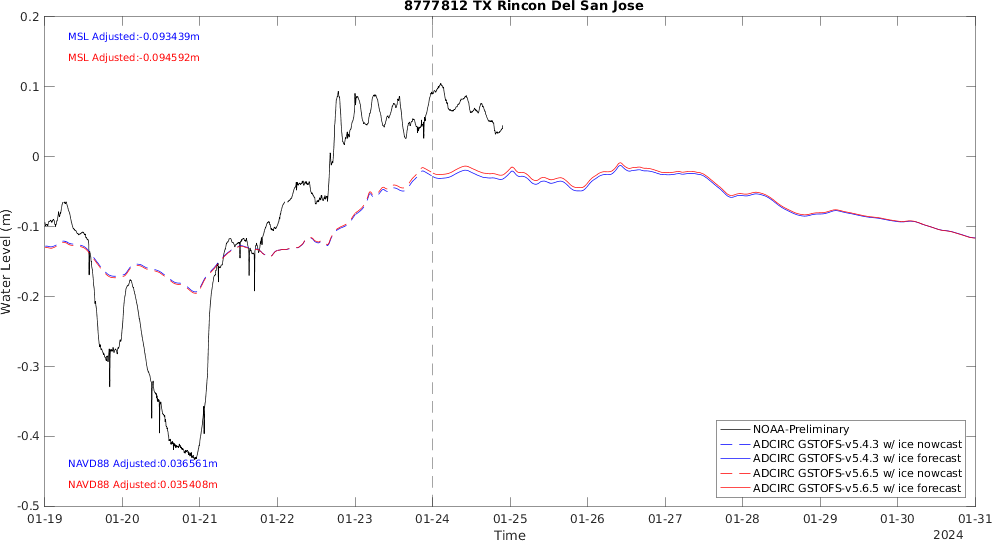 8777812 TX Rincon Del San Jose
MSL Adjusted:-0.093439m
MSL Adjusted:-0.094592m
0.2
0.1
0
-0.1
-0.2
-0.3
-0.4
-0.5
Water Level (m)
NAVD88 Adjusted:0.036561m
NAVD88 Adjusted:0.035408m
NOAA-Preliminary
ADCIRC GSTOFS-v5.4.3 w/ ice nowcast
ADCIRC GSTOFS-v5.4.3 w/ ice forecast
ADCIRC GSTOFS-v5.6.5 w/ ice nowcast
ADCIRC GSTOFS-v5.6.5 w/ ice forecast
01-19 01-20 01-21 01-22 01-23 01-24 01-25 01-26 01-27 01-28 01-29 01-30 01-31
Time
2024